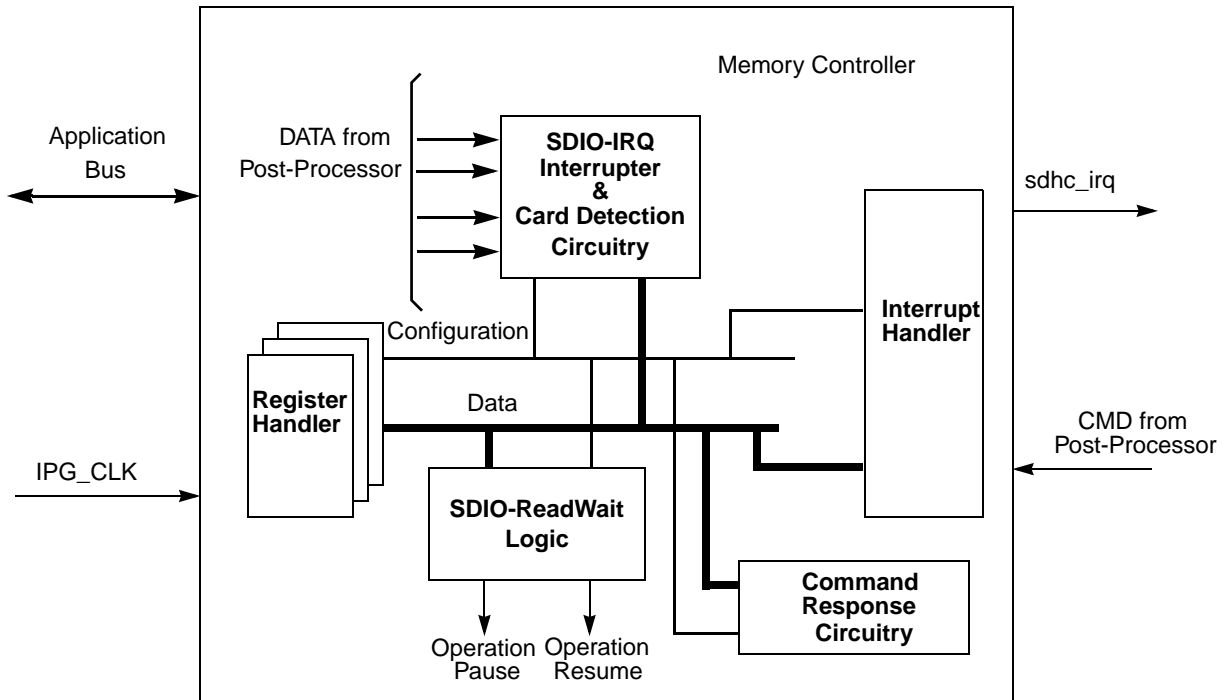 Memory Controller
Application
Bus
DATA from
Post-Processor
SDIO-IRQ
Interrupter
&
Card Detection
Circuitry
sdhc_irq
Configuration
Interrupt
Handler
Register
Handler
Data
CMD from
Post-Processor
IPG_CLK
SDIO-ReadWait
Logic
Command
Response
Circuitry
Operation
Pause
Operation
Resume